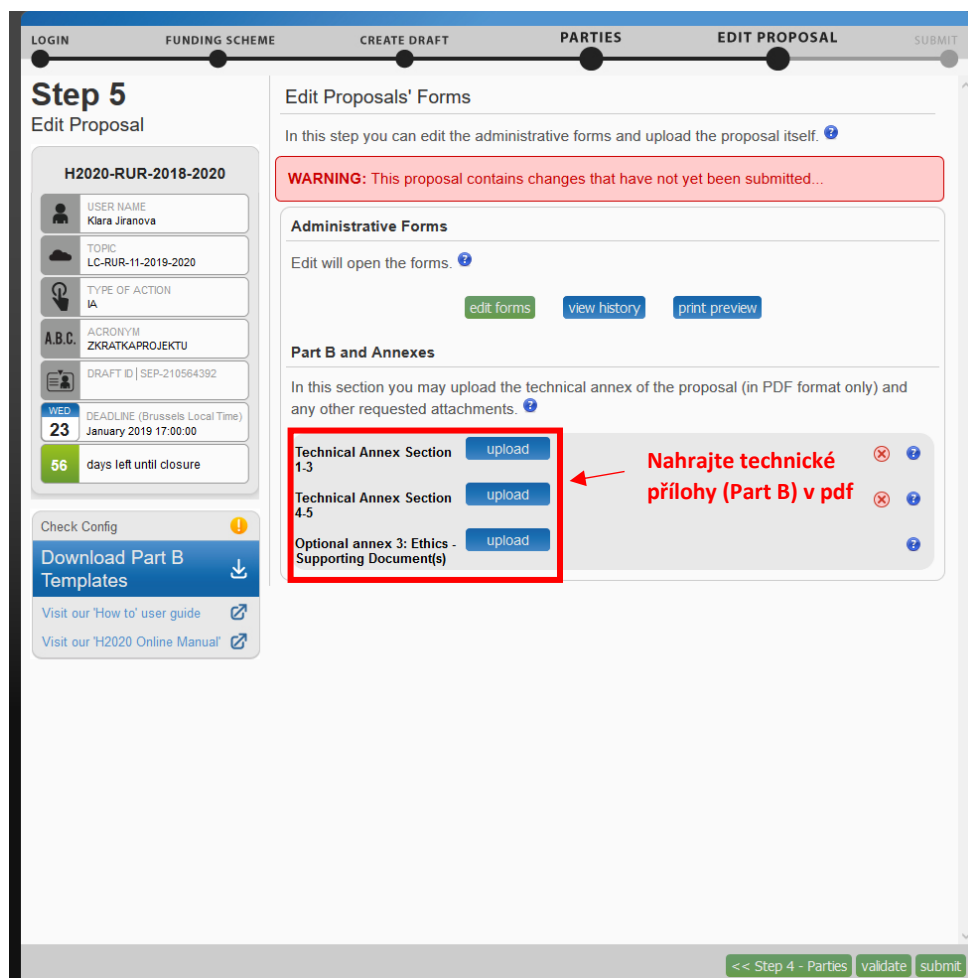 LOGIN FUNDING SCHEME CREATE DRAFT PARTIES EDIT PROPOSAL SUBMIT
Step 5
Edit Proposal
H2020-RUR-2018-2020
USER NAME
Klara Jiranova
TOPIC
LC-RUR-11-2019-2020
TYPE OF ACTION
IA
A.B.C.
ACRONYM
ZKRATKAPROJEKTU
DRAFT ID | SEP-210564392
WED
23
DEADLINE (Brussels Local Time)
January 2019 17:00:00
56 days left until closure
Check Config
Download Part B
Templates
Visit our 'How to' user guide
Visit our 'H2020 Online Manual'
Edit Proposals' Forms
In this step you can edit the administrative forms and upload the proposal itself. ?
WARNING: This proposal contains changes that have not yet been submitted...
Administrative Forms
Edit will open the forms. ?
edit forms view history print preview
Part B and Annexes
In this section you may upload the technical annex of the proposal (in PDF format only) and
any other requested attachments. ?
Technical Annex Section
1-3
upload
?
Technical Annex Section
4-5
upload
?
Optional annex 3: Ethics -
Supporting Document(s)
upload
?
Nahrajte technické
přílohy (Part B) v pdf
<< Step 4 - Parties validate submit